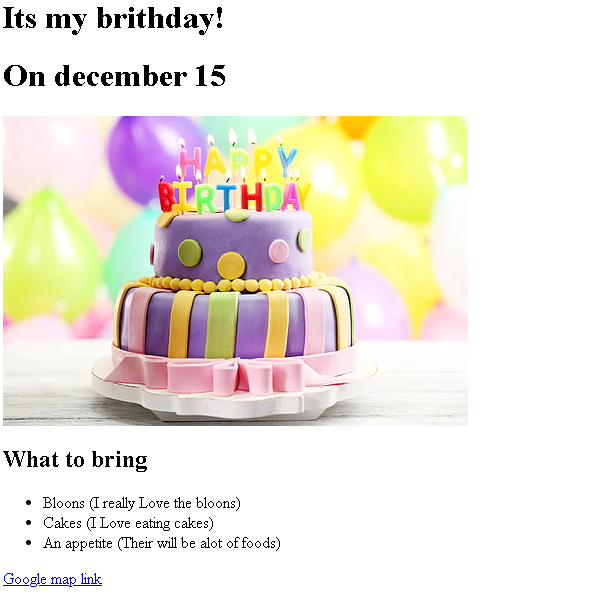 Its my brithday!
On december 15
HAPPY
BIRTHDAY
What to bring
Bloons (I really Love the bloons)
Cakes (I Love eating cakes)
An appetite (Their will be alot of foods)
Google map link